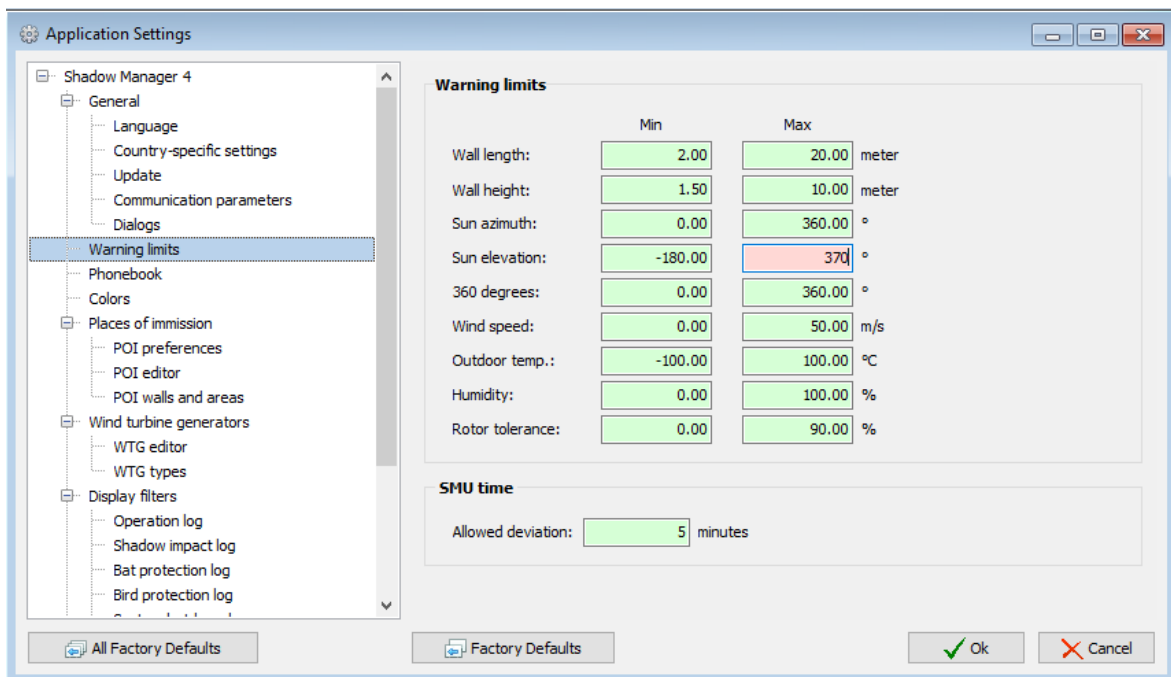 Application Settings
Shadow Manager 4
General
Language
Country-specific settings
Update
Communication parameters
Dialogs
Warning limits
Phonebook
Colors
Places of immission
POI preferences
POI editor
POI walls and areas
Wind turbine generators
WTG editor
WTG types
Display filters
Operation log
Shadow impact log
Bat protection log
Bird protection log
All Factory Defaults
Warning limits
Min Max
Wall length: 2.00 20.00 meter
Wall height: 1.50 10.00 meter
Sun azimuth: 0.00 360.00 °
Sun elevation: -180.00 370 °
360 degrees: 0.00 360.00 °
Wind speed: 0.00 50.00 m/s
Outdoor temp.: -100.00 100.00 °C
Humidity: 0.00 100.00 %
Rotor tolerance: 0.00 90.00 %
SMU time
Allowed deviation: 5 minutes
Factory Defaults
Ok
Cancel